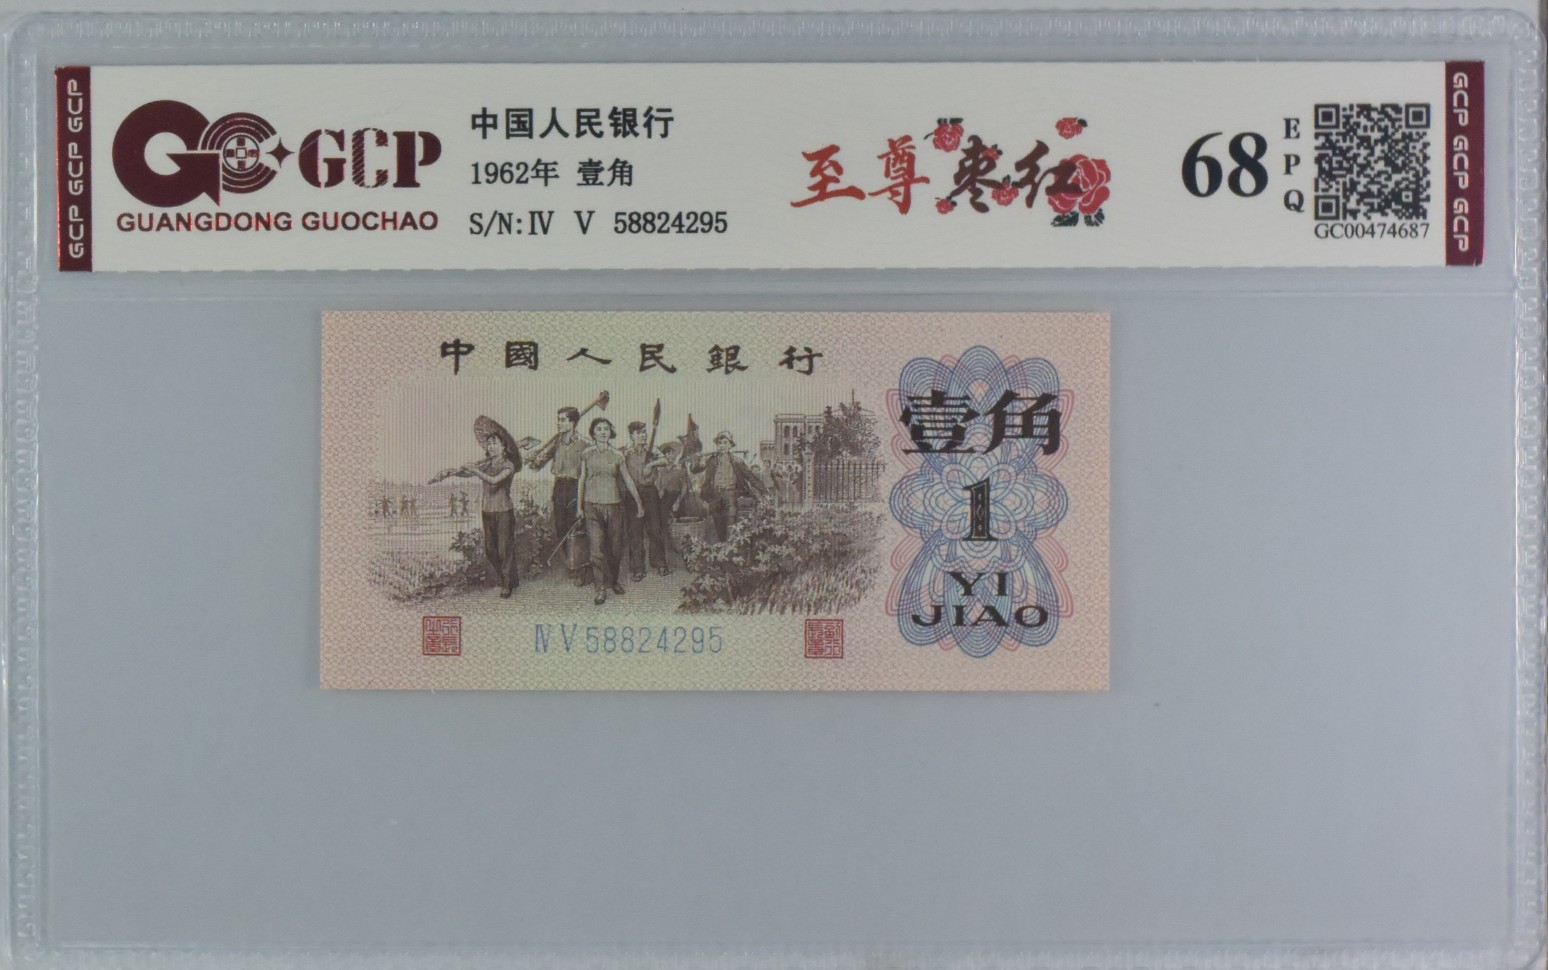 GCP GCP GCP
GCP
GUANGDONG GUOCHAO
中国人民银行
1962年 壹角
S/N:Ⅳ Ⅴ 58824295
至尊枣红
68
E
P
Q
GC00474687
GCP GCP GCP
中國人民銀行
壹角
1
YI
JIAO
ⅣⅤ58824295